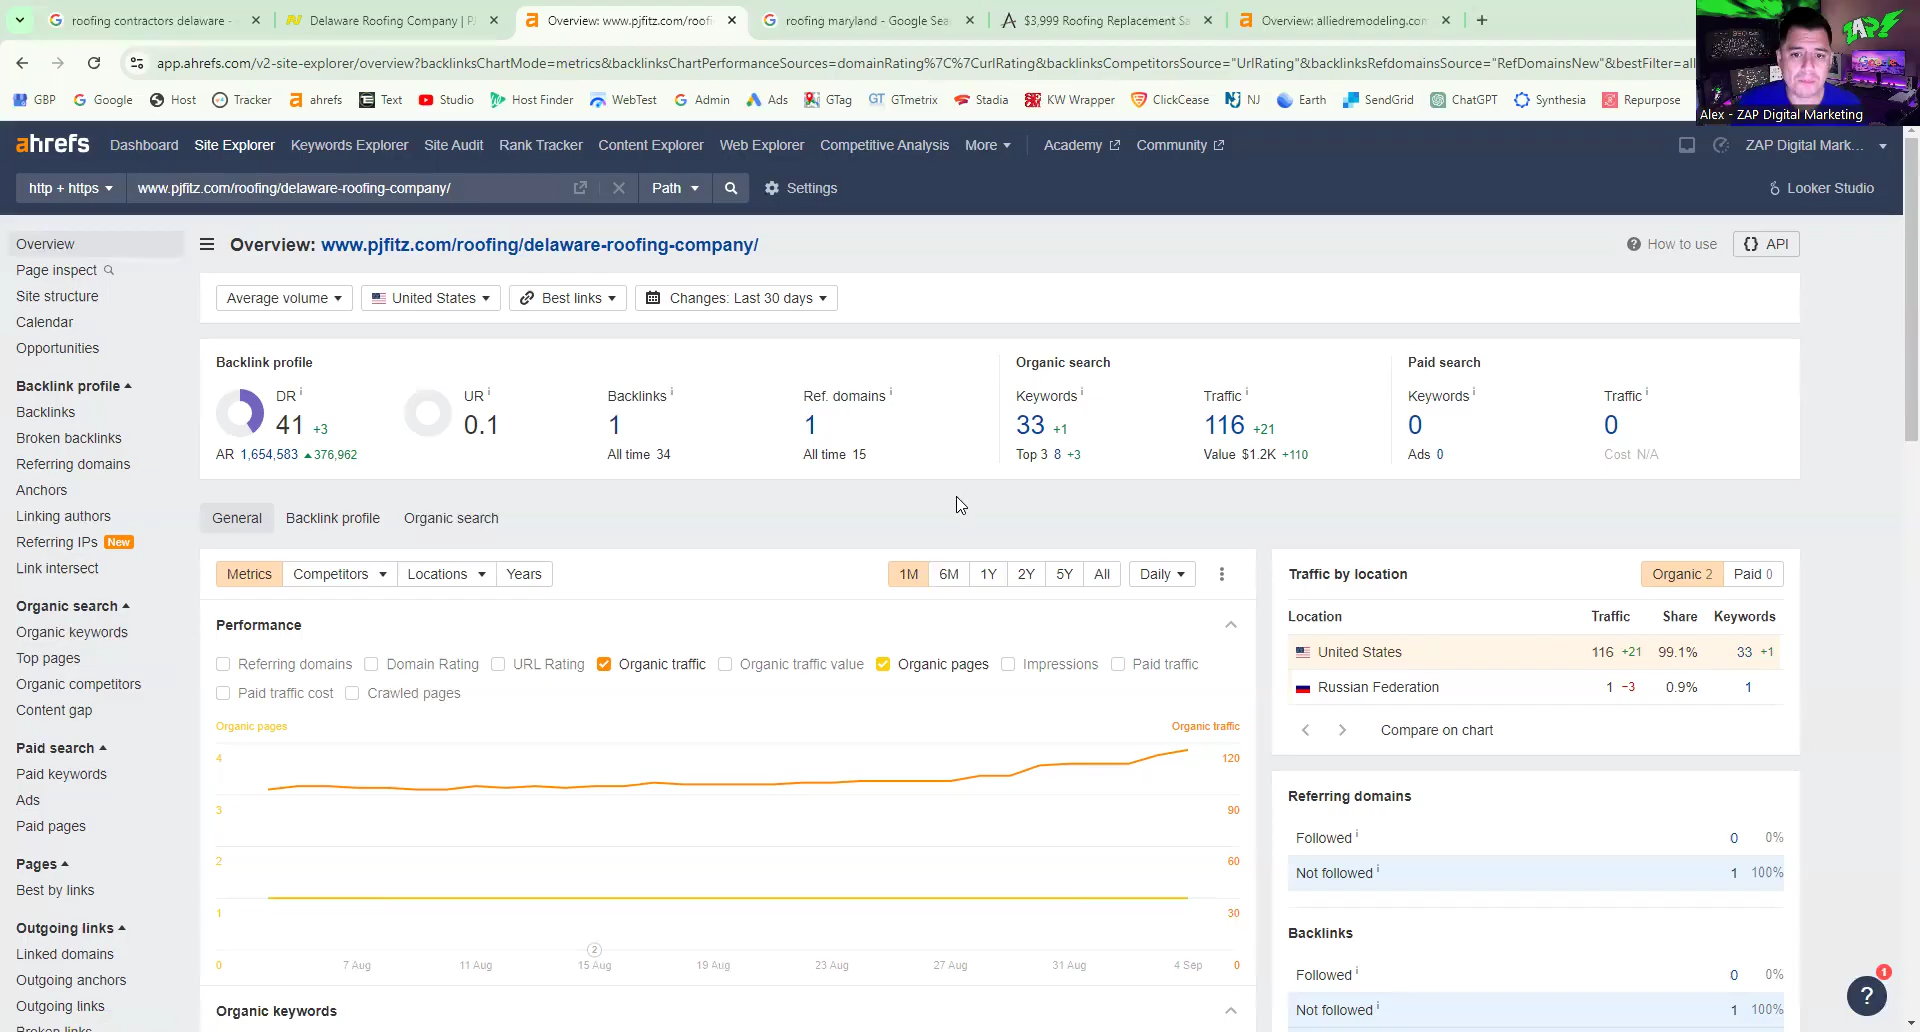 roofing contractors delaware -
Delaware Roofing Company | PJ
Overview: www.pjfitz.com/roofi
roofing maryland - Google Sea
$3,999 Roofing Replacement Sa
Overview: alliedremodeling.com
app.ahrefs.com/v2-site-explorer/overview?backlinksChartMode=metrics&backlinksChartPerformanceSources=domainRating%7C%7CurlRating&backlinksCompetitorsSource="UrlRating"&backlinksRefdomainsSource="RefDomainsNew"&bestFilter=all
GBP Google Host Tracker ahrefs Text Studio Host Finder WebTest Admin Ads GTag GTmetrix Stadia KW Wrapper ClickCease NJ Earth SendGrid ChatGPT Synthesia Repurpose
ZAP!
Alex - ZAP Digital Marketing
ahrefs Dashboard Site Explorer Keywords Explorer Site Audit Rank Tracker Content Explorer Web Explorer Competitive Analysis More Academy Community ZAP Digital Mark...
http + https www.pjfitz.com/roofing/delaware-roofing-company/ Path Settings Looker Studio
Overview
Page inspect
Site structure
Calendar
Opportunities
Backlink profile
Backlinks
Broken backlinks
Referring domains
Anchors
Linking authors
Referring IPs New
Link intersect
Organic search
Organic keywords
Top pages
Organic competitors
Content gap
Paid search
Paid keywords
Ads
Paid pages
Pages
Best by links
Outgoing links
Linked domains
Outgoing anchors
Outgoing links
Broken links
Overview: www.pjfitz.com/roofing/delaware-roofing-company/
? How to use {} API
Average volume United States Best links Changes: Last 30 days
Backlink profile
DR i UR i Backlinks i Ref. domains i
41 +3 0.1 1 1
AR 1,654,583 376,962 All time 34 All time 15
Organic search
Keywords i Traffic i
33 +1 116 +21
Top 3 8 +3 Value $1.2K +110
Paid search
Keywords i Traffic i
0 0
Ads 0 Cost N/A
General Backlink profile Organic search
Metrics Competitors Locations Years 1M 6M 1Y 2Y 5Y All Daily
Performance
Referring domains Domain Rating URL Rating Organic traffic Organic traffic value Organic pages Impressions Paid traffic
Paid traffic cost Crawled pages
Organic pages Organic traffic
4 120
3 90
2 60
1 30
2
0 7 Aug 11 Aug 15 Aug 19 Aug 23 Aug 27 Aug 31 Aug 4 Sep 0
Organic keywords
Traffic by location Organic 2 Paid 0
Location Traffic Share Keywords
United States 116 +21 99.1% 33 +1
Russian Federation 1 −3 0.9% 1
Compare on chart
Referring domains
Followed i 0 0%
Not followed i 1 100%
Backlinks
Followed i 0 0%
Not followed i 1 100%
? 1